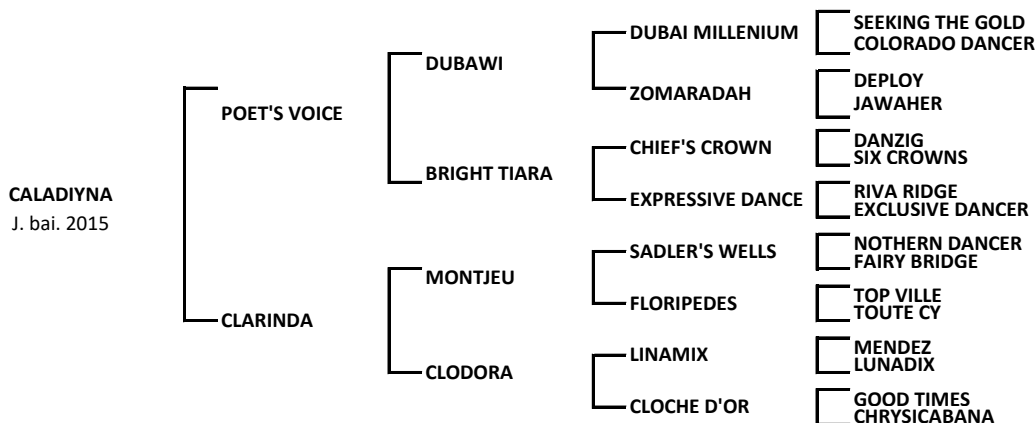 SEEKING THE GOLD
DUBAI MILLENIUM
COLORADO DANCER
DUBAWI
DEPLOY
ZOMARADAH
JAWAHER
POET'S VOICE
DANZIG
CHIEF'S CROWN
SIX CROWNS
BRIGHT TIARA
RIVA RIDGE
EXPRESSIVE DANCE
EXCLUSIVE DANCER
CALADIYNA
J. bai. 2015
NOTHERN DANCER
SADLER'S WELLS
FAIRY BRIDGE
MONTJEU
TOP VILLE
FLORIPEDES
TOUTE CY
CLARINDA
MENDEZ
LINAMIX
LUNADIX
CLODORA
GOOD TIMES
CLOCHE D'OR
CHRYSICABANA